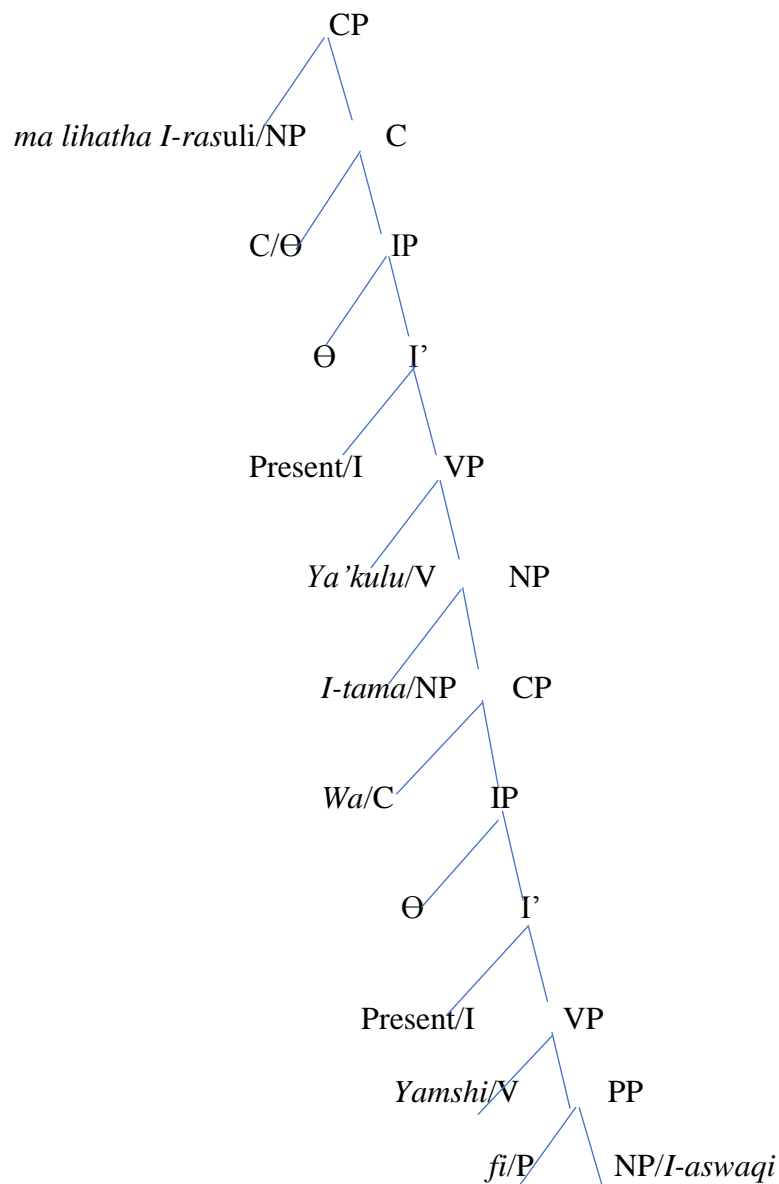 CP
ma lihatha I-rasuli/NP C
C/Ɵ IP
Ɵ I’
Present/I VP
Ya’kulu/V NP
I-tama/NP CP
Wa/C IP
Ɵ I’
Present/I VP
Yamshi/V PP
fi/P NP/I-aswaqi